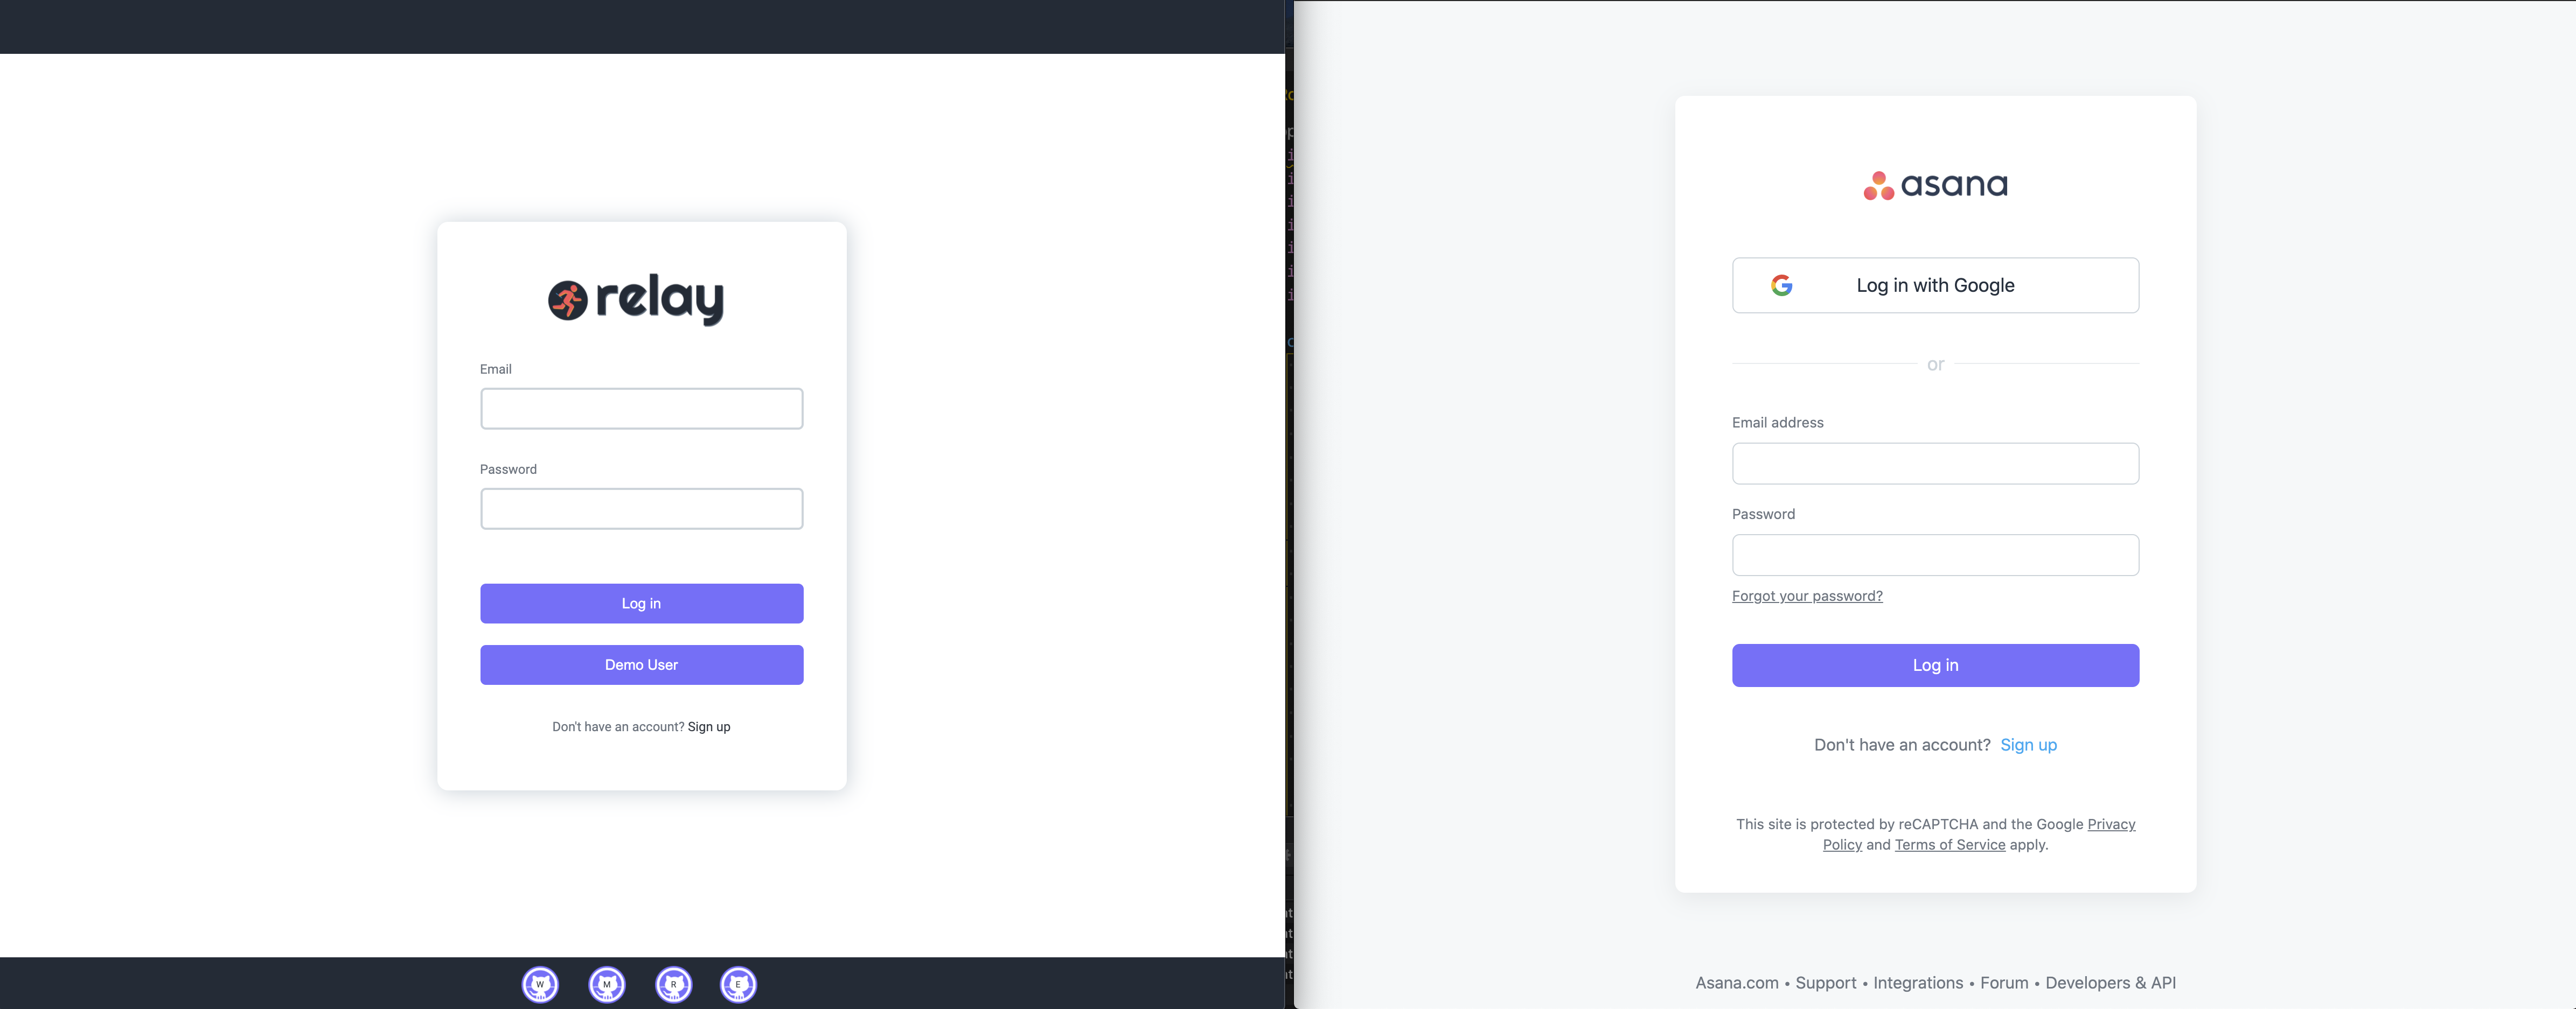 relay
Email
Password
Log in
Demo User
Don't have an account? Sign up
W
M
R
E
asana
Log in with Google
or
Email address
Password
Forgot your password?
Log in
Don't have an account? Sign up
This site is protected by reCAPTCHA and the Google Privacy
Policy and Terms of Service apply.
Asana.com • Support • Integrations • Forum • Developers & API